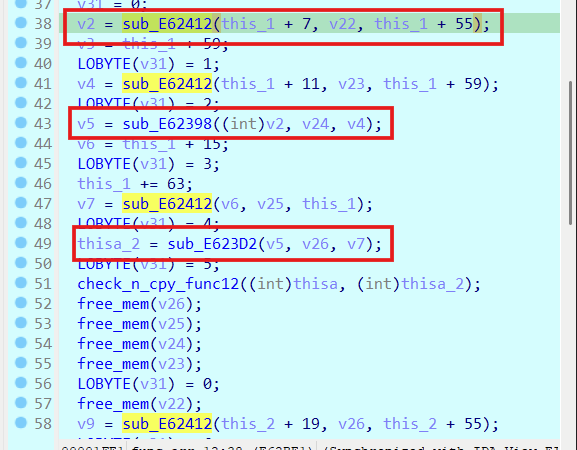 37 v31 = 0;
38 v2 = sub_E62412(this_1 + 7, v22, this_1 + 55);
39 v3 = this_1 + 59;
40 LOBYTE(v31) = 1;
41 v4 = sub_E62412(this_1 + 11, v23, this_1 + 59);
42 LOBYTE(v31) = 2;
43 v5 = sub_E62398((int)v2, v24, v4);
44 v6 = this_1 + 15;
45 LOBYTE(v31) = 3;
46 this_1 += 63;
47 v7 = sub_E62412(v6, v25, this_1);
48 LOBYTE(v31) = 4;
49 thisa_2 = sub_E623D2(v5, v26, v7);
50 LOBYTE(v31) = 5;
51 check_n_cpy_func12((int)thisa, (int)thisa_2);
52 free_mem(v26);
53 free_mem(v25);
54 free_mem(v24);
55 free_mem(v23);
56 LOBYTE(v31) = 0;
57 free_mem(v22);
58 v9 = sub_E62412(this_2 + 19, v26, this_2 + 55);